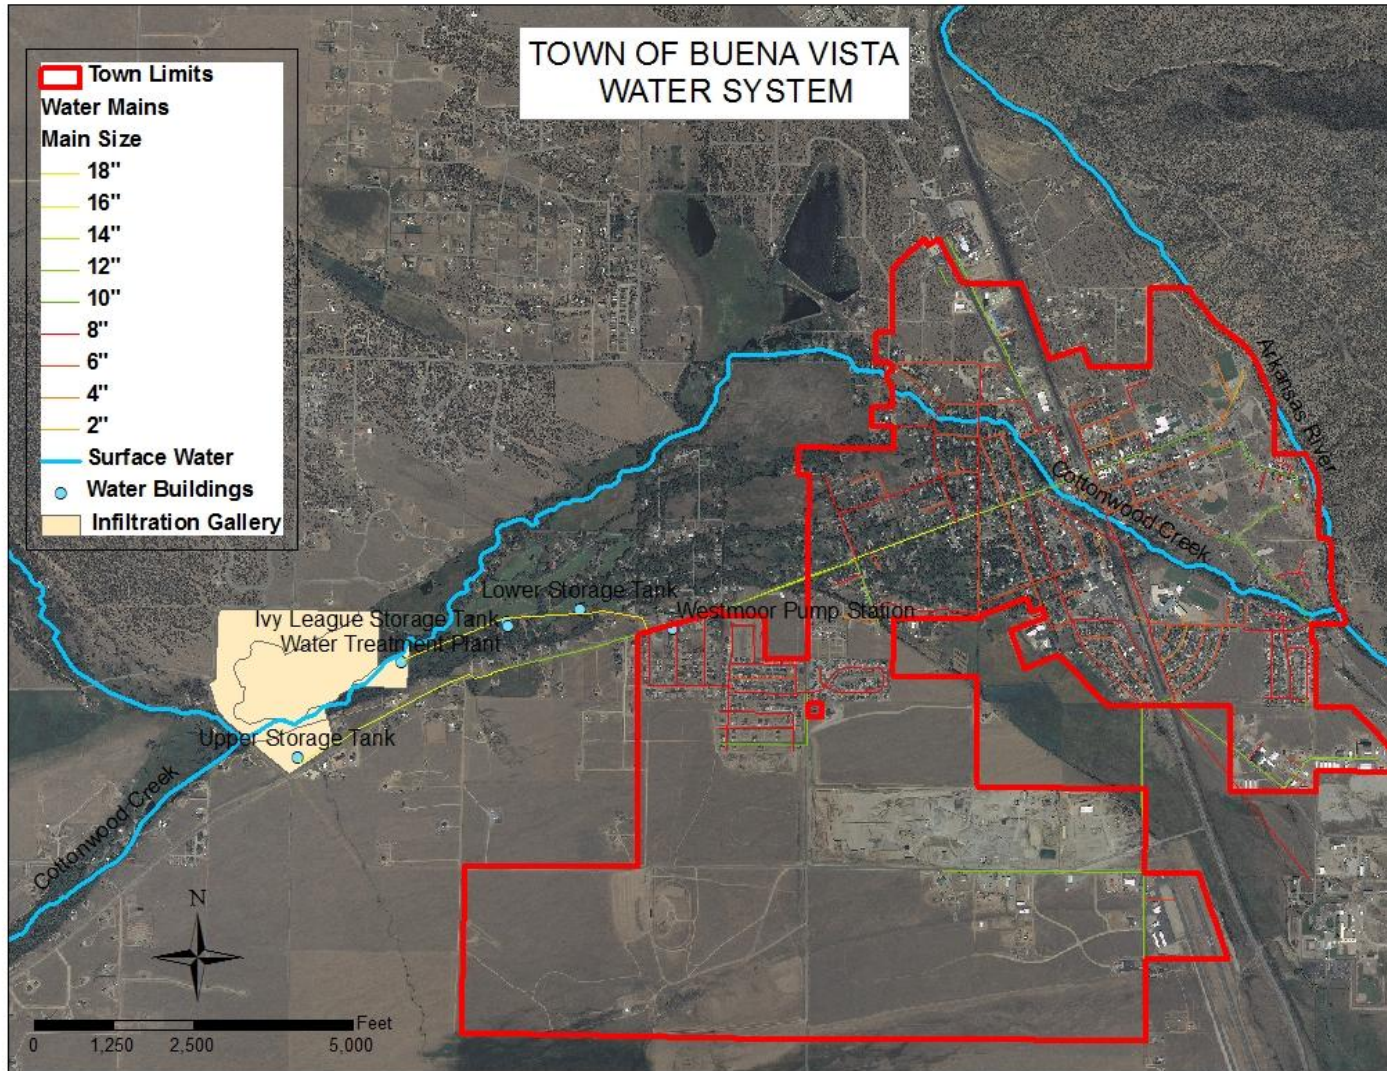 TOWN OF BUENA VISTA
WATER SYSTEM
Town Limits
Water Mains
Main Size
18"
16"
14"
12"
10"
8"
6"
4"
2"
Surface Water
Water Buildings
Infiltration Gallery
Arkansas River
Cottonwood Creek
Lower Storage Tank
Ivy League Storage Tank
Westmoor Pump Station
Water Treatment Plant
Upper Storage Tank
Cottonwood Creek
N
Feet
0 1,250 2,500 5,000